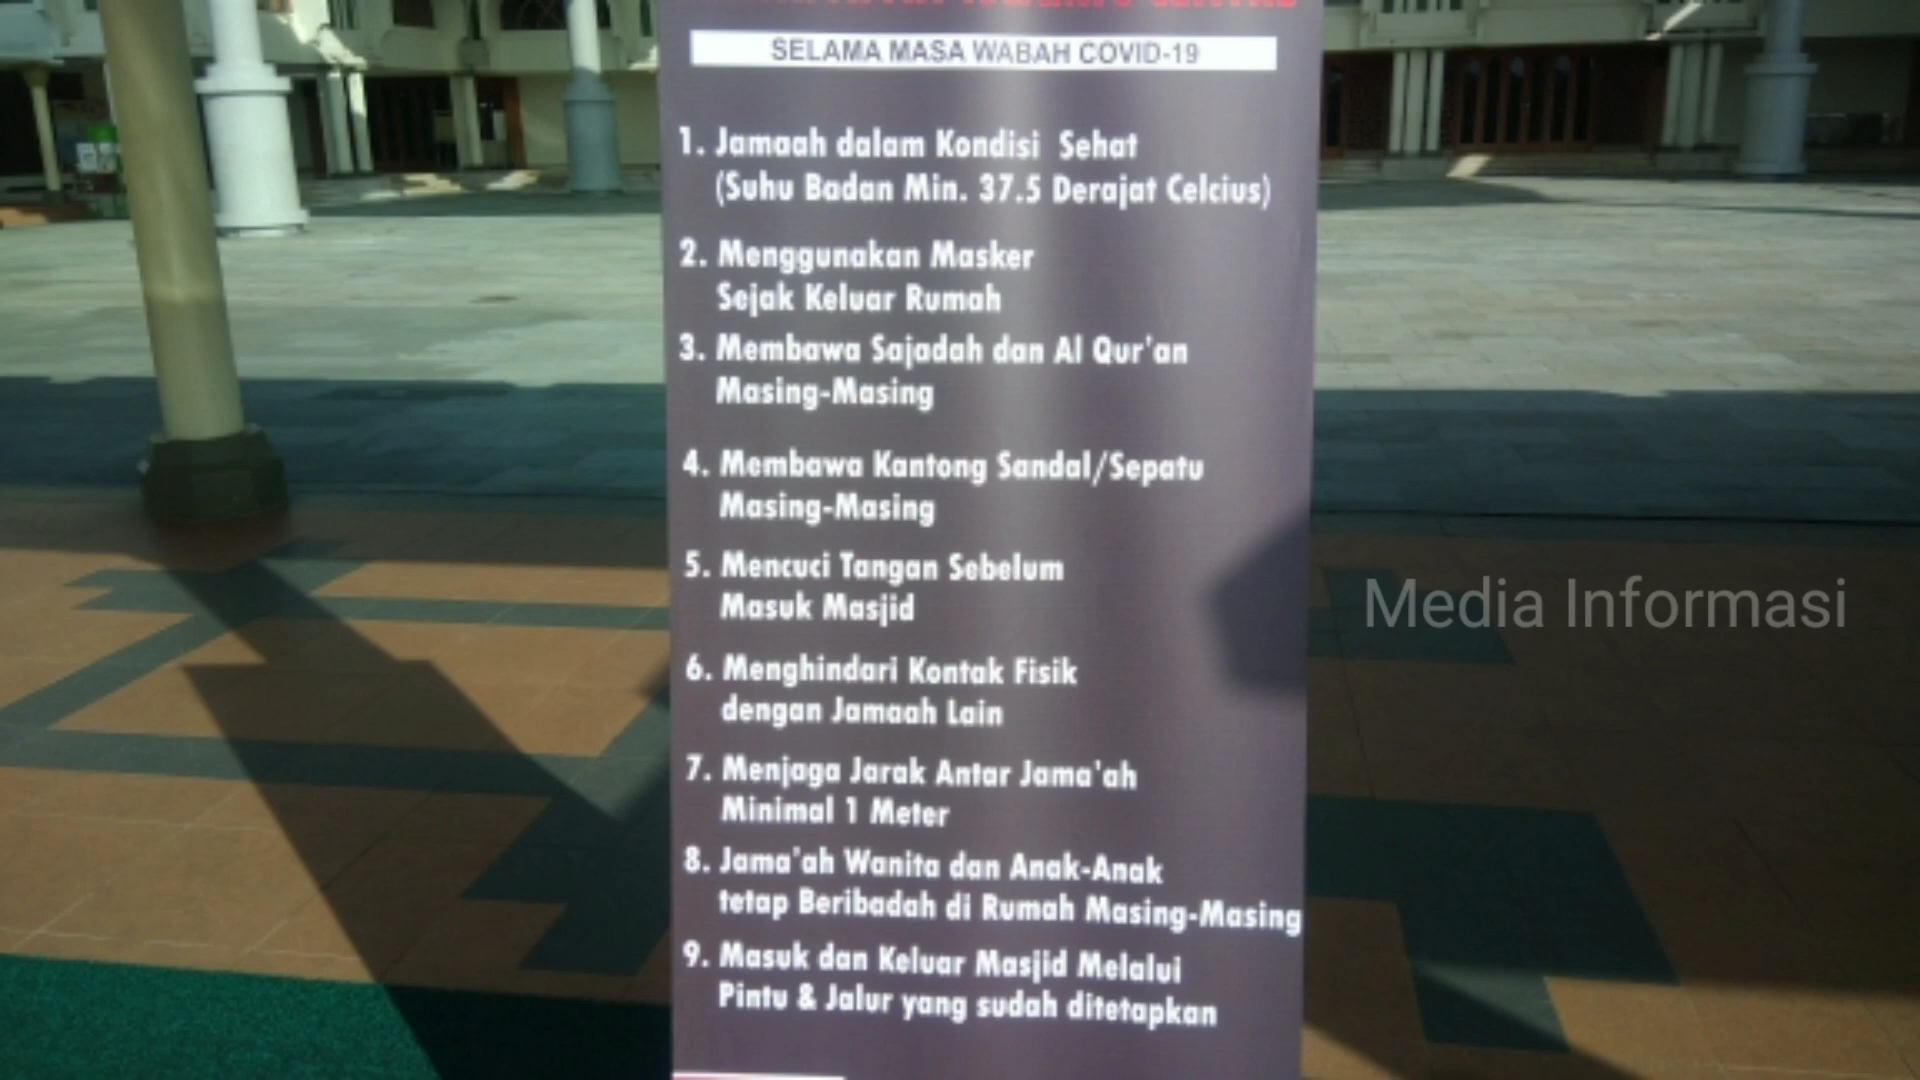 SELAMA MASA WABAH COVID-19
1. Jamaah dalam Kondisi Sehat
(Suhu Badan Min. 37.5 Derajat Celcius)
2. Menggunakan Masker
Sejak Keluar Rumah
3. Membawa Sajadah dan Al Qur'an
Masing-Masing
4. Membawa Kantong Sandal/Sepatu
Masing-Masing
5. Mencuci Tangan Sebelum
Masuk Masjid
6. Menghindari Kontak Fisik
dengan Jamaah Lain
7. Menjaga Jarak Antar Jama'ah
Minimal 1 Meter
8. Jama'ah Wanita dan Anak-Anak
tetap Beribadah di Rumah Masing-Masing
9. Masuk dan Keluar Masjid Melalui
Pintu & Jalur yang sudah ditetapkan
Media Informasi